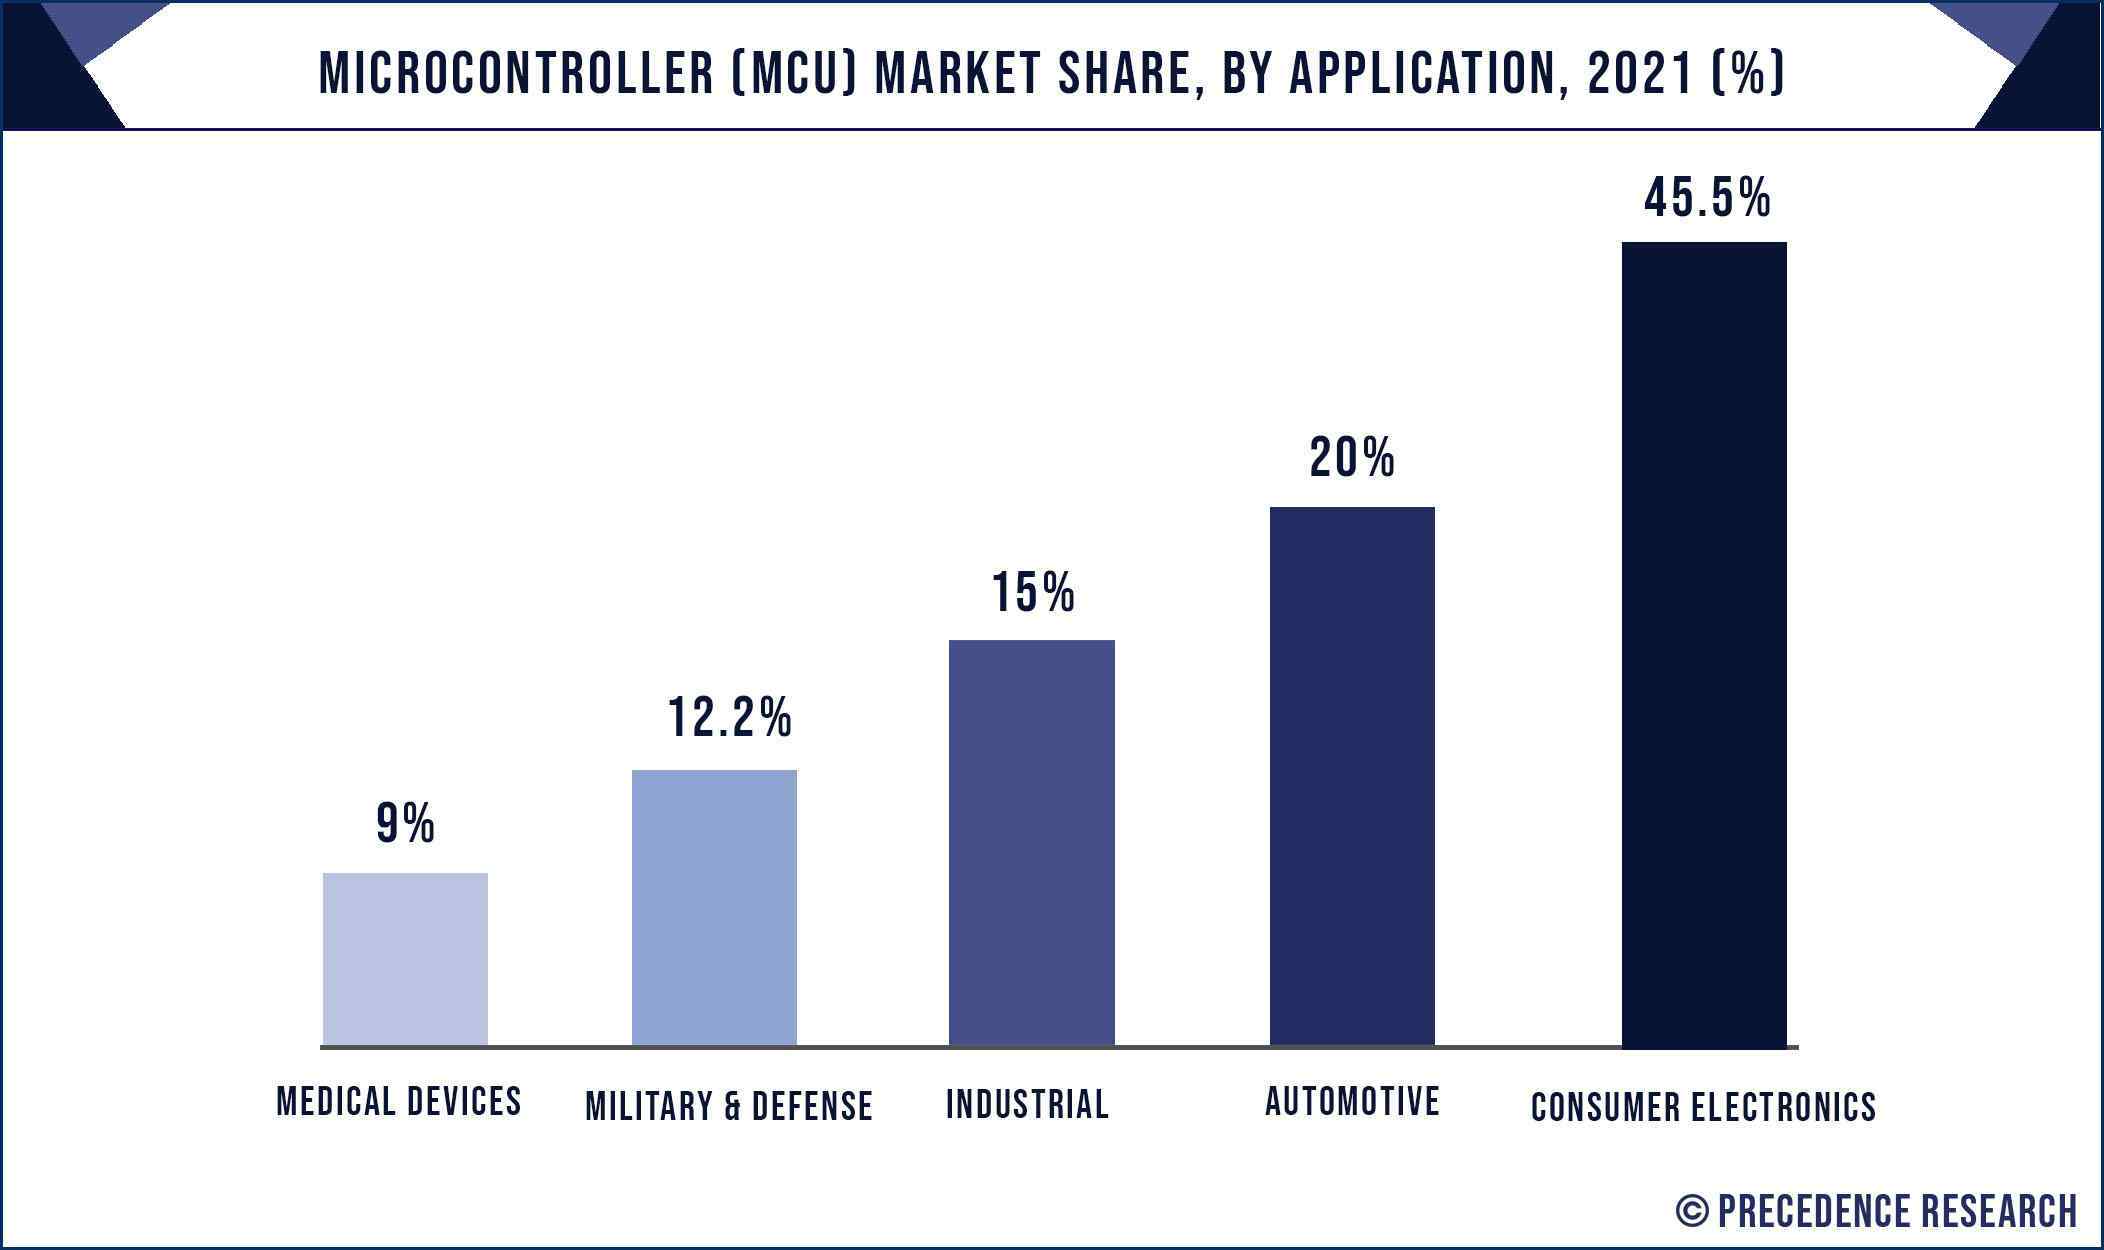 MICROCONTROLLER (MCU) MARKET SHARE, BY APPLICATION, 2021 (%)
45.5%
20%
15%
12.2%
9%
MEDICAL DEVICES MILITARY & DEFENSE INDUSTRIAL AUTOMOTIVE CONSUMER ELECTRONICS
© PRECEDENCE RESEARCH